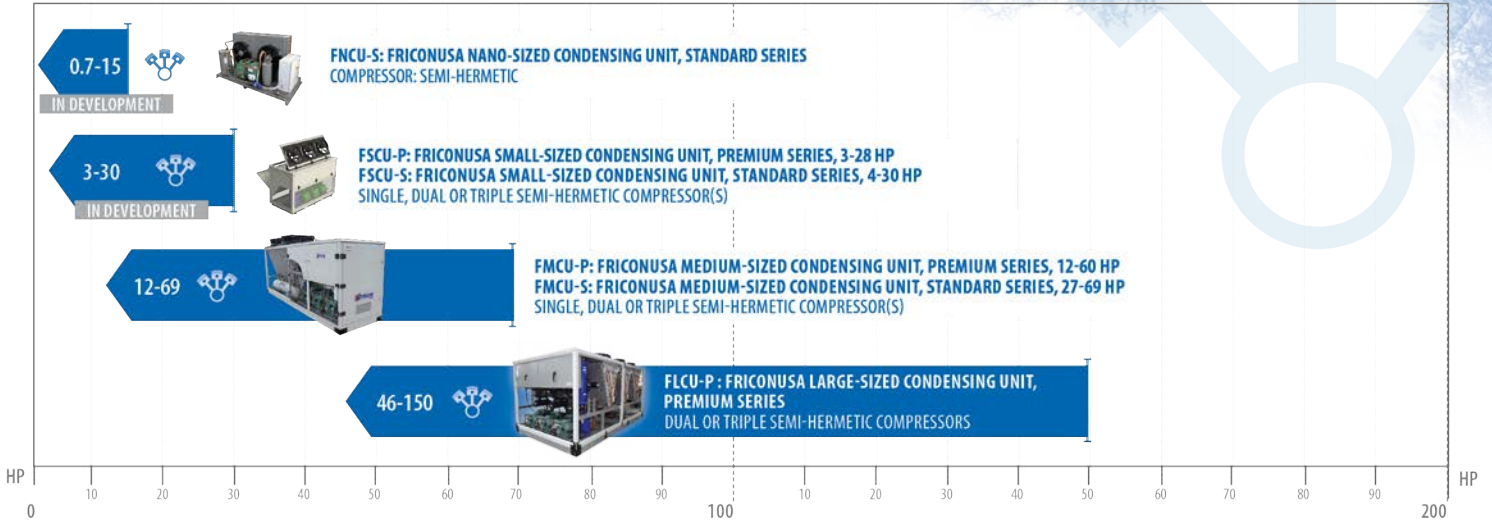 0.7-15
FNCU-S: FRICONUSA NANO-SIZED CONDENSING UNIT, STANDARD SERIES
COMPRESSOR: SEMI-HERMETIC
IN DEVELOPMENT
3-30
FSCU-P: FRICONUSA SMALL-SIZED CONDENSING UNIT, PREMIUM SERIES, 3-28 HP
FSCU-S: FRICONUSA SMALL-SIZED CONDENSING UNIT, STANDARD SERIES, 4-30 HP
SINGLE, DUAL OR TRIPLE SEMI-HERMETIC COMPRESSOR(S)
IN DEVELOPMENT
12-69
FMCU-P: FRICONUSA MEDIUM-SIZED CONDENSING UNIT, PREMIUM SERIES, 12-60 HP
FMCU-S: FRICONUSA MEDIUM-SIZED CONDENSING UNIT, STANDARD SERIES, 27-69 HP
SINGLE, DUAL OR TRIPLE SEMI-HERMETIC COMPRESSOR(S)
46-150
FLCU-P : FRICONUSA LARGE-SIZED CONDENSING UNIT,
PREMIUM SERIES
DUAL OR TRIPLE SEMI-HERMETIC COMPRESSORS
HP HP
10 20 30 40 50 60 70 80 90 10 20 30 40 50 60 70 80 90
0 100 200